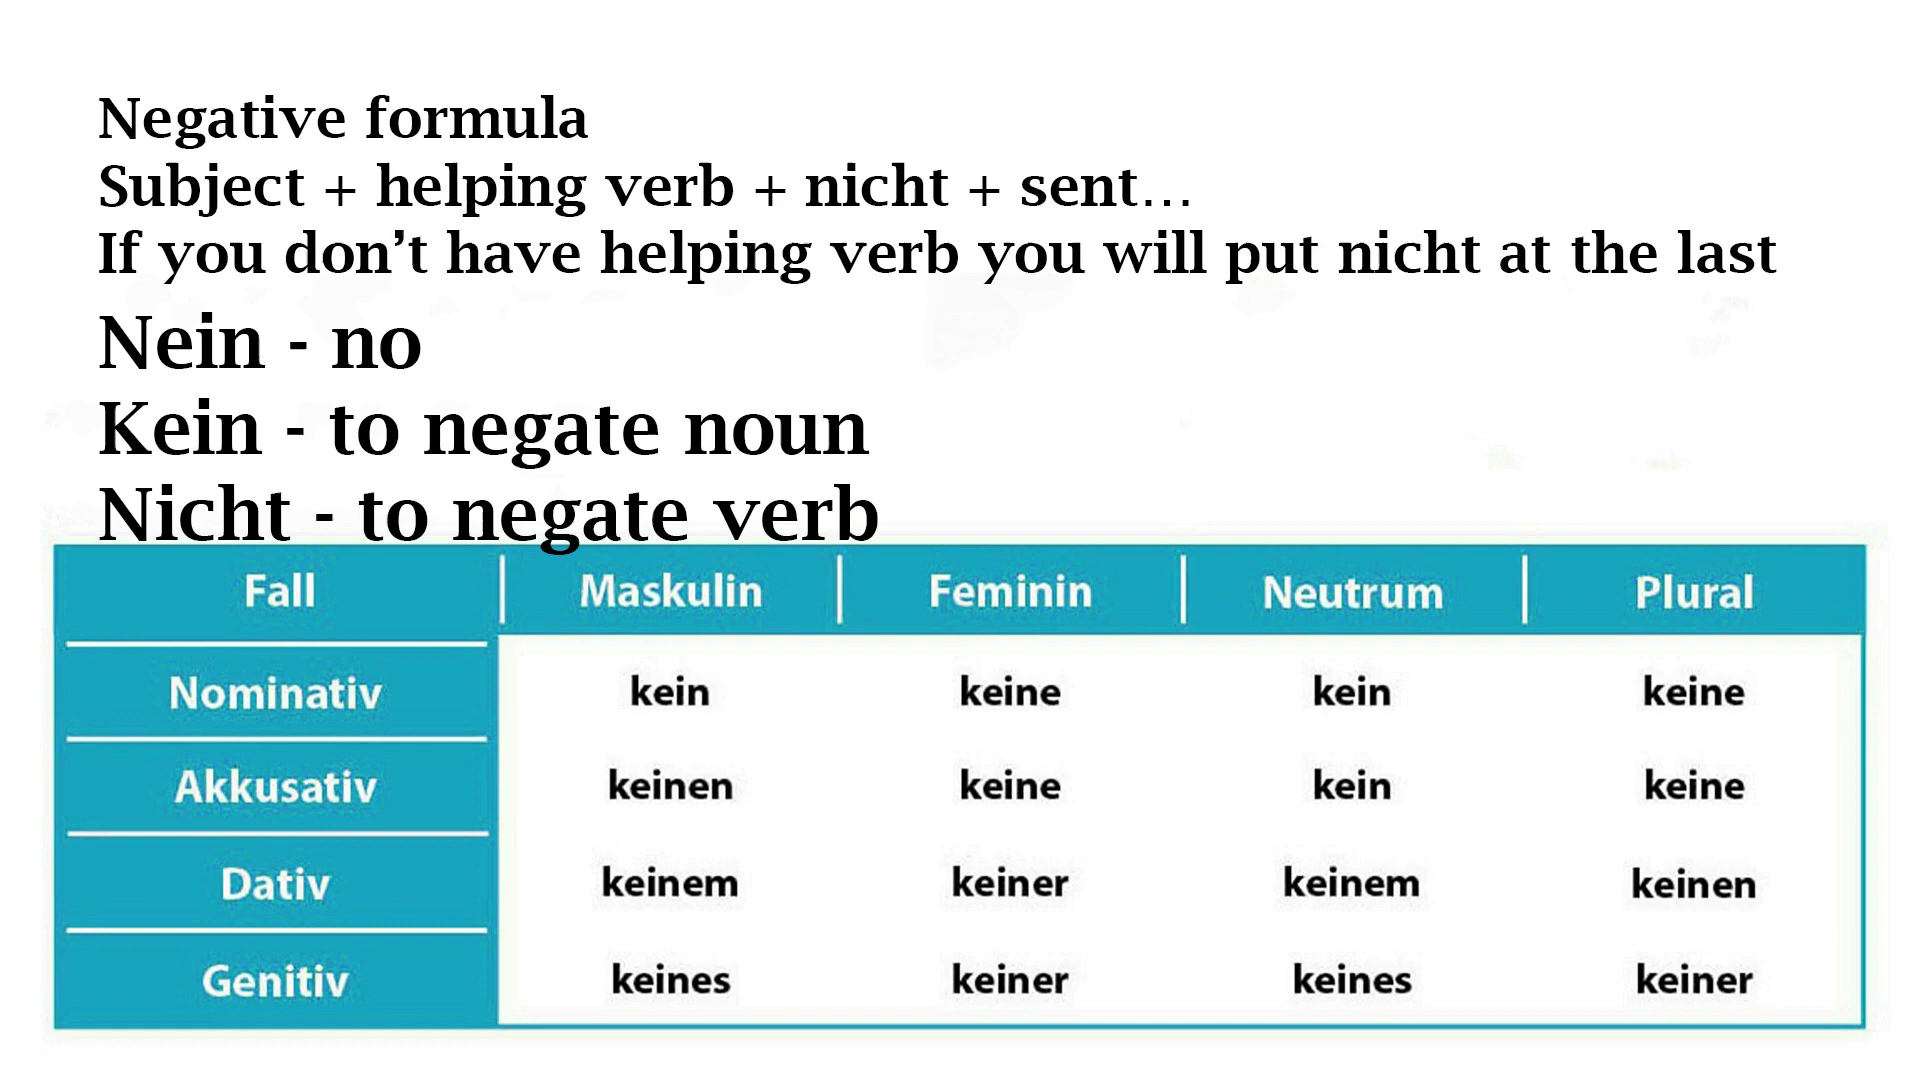 Negative formula
Subject + helping verb + nicht + sent...
If you don’t have helping verb you will put nicht at the last
Nein - no
Kein - to negate noun
Nicht - to negate verb
Fall Maskulin Feminin Neutrum Plural
Nominativ kein keine kein keine
Akkusativ keinen keine kein keine
Dativ keinem keiner keinem keinen
Genitiv keines keiner keines keiner